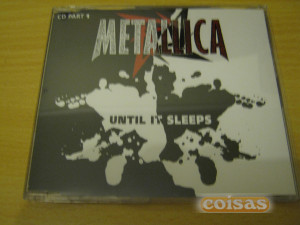 CD PART 1
METALLICA
UNTIL IT SLEEPS
coisas